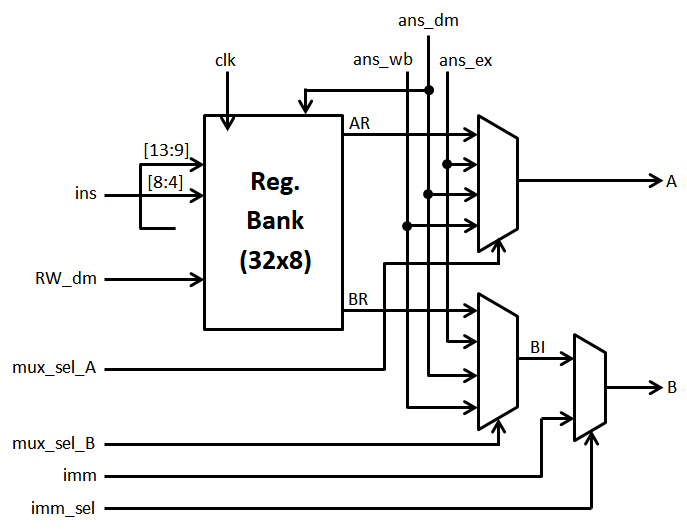 ans_dm
ans_wb
ans_ex
clk
AR
[13:9]
[8:4]
ins
Reg.
Bank
(32x8)
A
RW_dm
BR
BI
mux_sel_A
B
mux_sel_B
imm
imm_sel